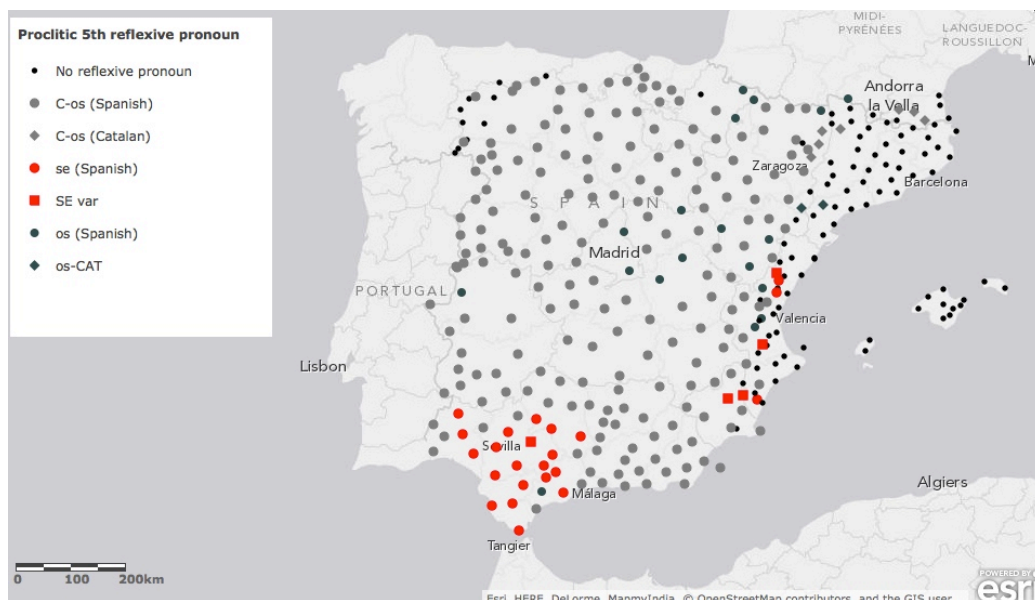 Proclitic 5th reflexive pronoun
No reflexive pronoun
C-os (Spanish)
C-os (Catalan)
se (Spanish)
SE var
os (Spanish)
os-CAT
MIDI-
PYRÉNÉES
LANGUEDOC-
ROUSSILLON
M
Andorra
la Vella
Zaragoza
Barcelona
SPAIN
Madrid
PORTUGAL
Valencia
Lisbon
Sevilla
Málaga
Algiers
Tangier
0 100 200km
POWERED BY
esri
Esri, HERE, DeLorme, MapmyIndia, © OpenStreetMap contributors, and the GIS user